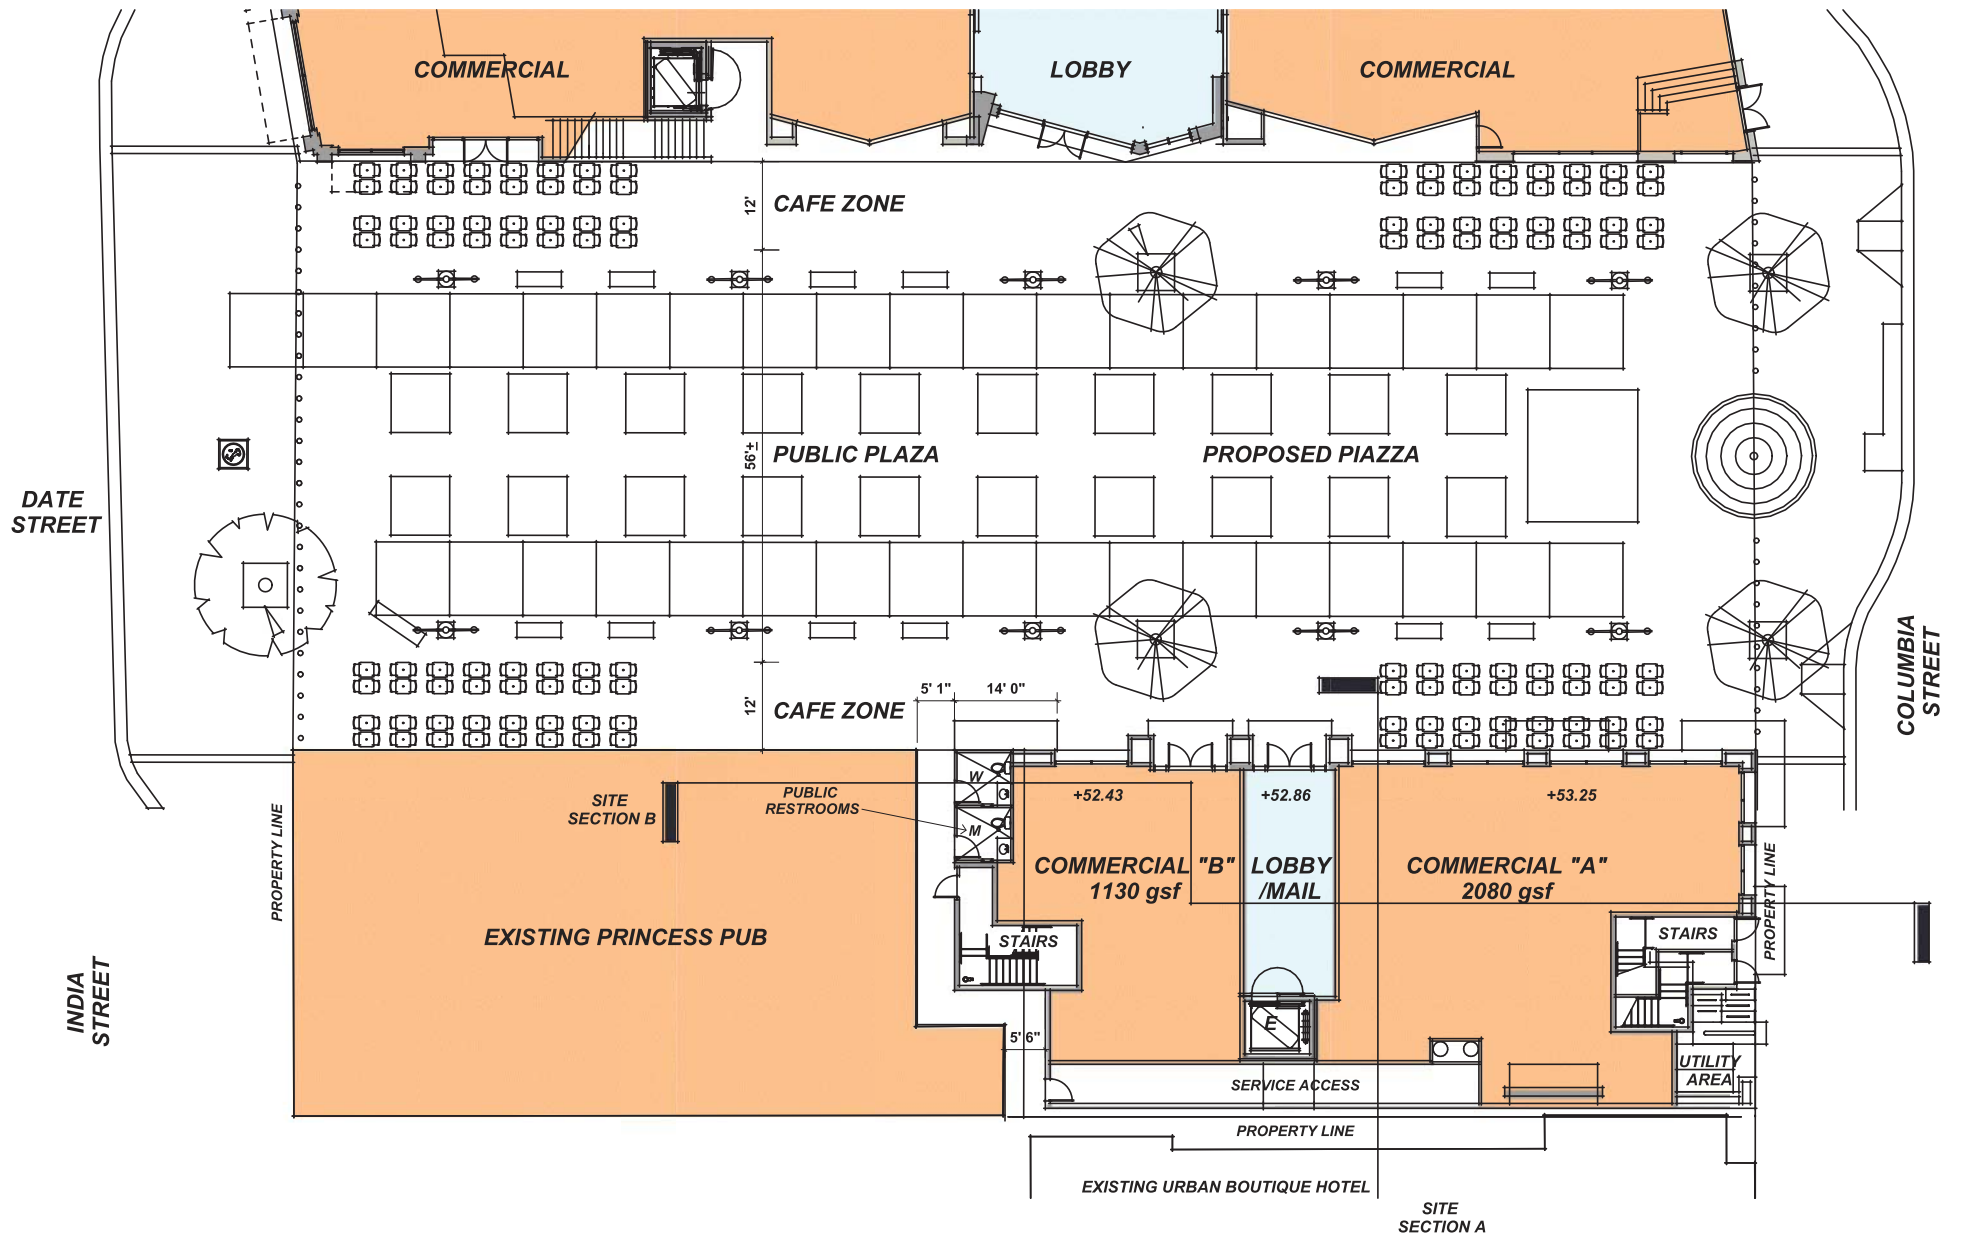 COMMERCIAL
LOBBY
COMMERCIAL
12'
CAFE ZONE
56'±
PUBLIC PLAZA
PROPOSED PIAZZA
DATE
STREET
COLUMBIA
STREET
12'
CAFE ZONE
5' 1"
14' 0"
W
M
PUBLIC
RESTROOMS
SITE
SECTION B
+52.43
+52.86
+53.25
PROPERTY LINE
COMMERCIAL "B"
1130 gsf
LOBBY
/MAIL
COMMERCIAL "A"
2080 gsf
PROPERTY LINE
EXISTING PRINCESS PUB
STAIRS
STAIRS
INDIA
STREET
E
5' 6"
UTILITY
AREA
SERVICE ACCESS
PROPERTY LINE
EXISTING URBAN BOUTIQUE HOTEL
SITE
SECTION A